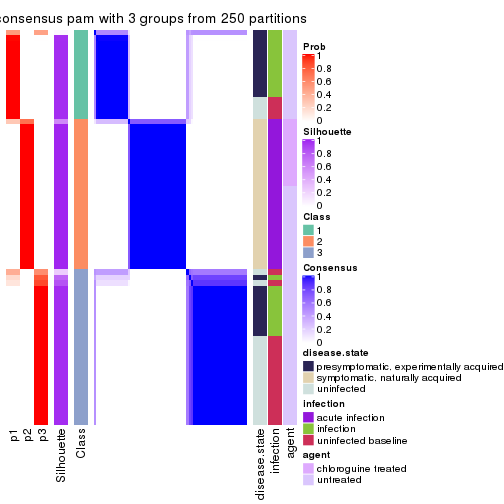 consensus pam with 3 groups from 250 partitions
Prob
1
0.8
0.6
0.4
0.2
0
Silhouette
1
0.8
0.6
0.4
0.2
0
Class
1
2
3
Consensus
1
0.8
0.6
0.4
0.2
0
disease.state
presymptomatic. experimentally acquired
symptomatic. naturally acquired
uninfected
infection
acute infection
infection
uninfected baseline
agent
chloroguine treated
untreated
p1
p2
p3
Silhouette
Class
disease.state
infection
agent